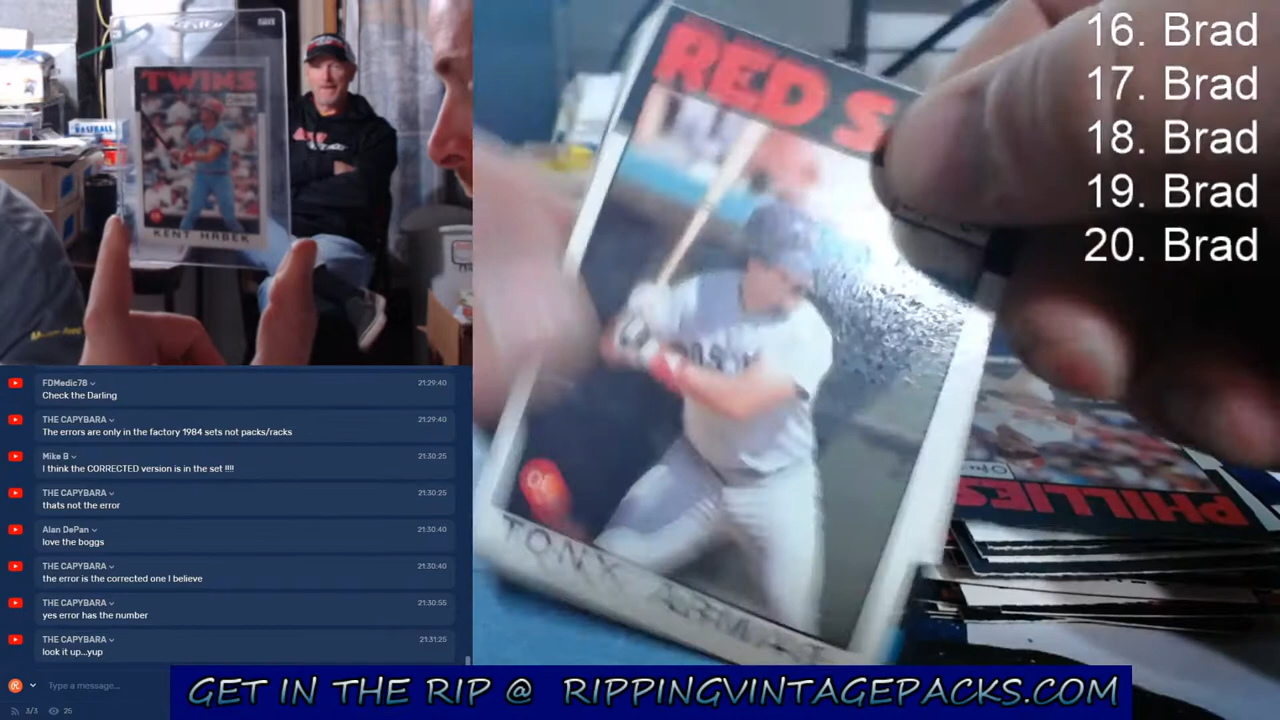 TWINS
KENT HRBEK
BASEBALL
RED S
OF
TONY ARMAS
PHILLIES
16. Brad
17. Brad
18. Brad
19. Brad
20. Brad
FDMedic78 21:29:40
Check the Darling
THE CAPYBARA 21:29:40
The errors are only in the factory 1984 sets not packs/racks
Mike B 21:30:25
I think the CORRECTED version is in the set !!!!
THE CAPYBARA 21:30:25
thats not the error
Alan DePan 21:30:40
love the boggs
THE CAPYBARA 21:30:40
the error is the corrected one I believe
THE CAPYBARA 21:30:55
yes error has the number
THE CAPYBARA 21:31:25
look it up...yup
Type a message...
3/3 25
GET IN THE RIP @ RIPPINGVINTAGEPACKS.COM